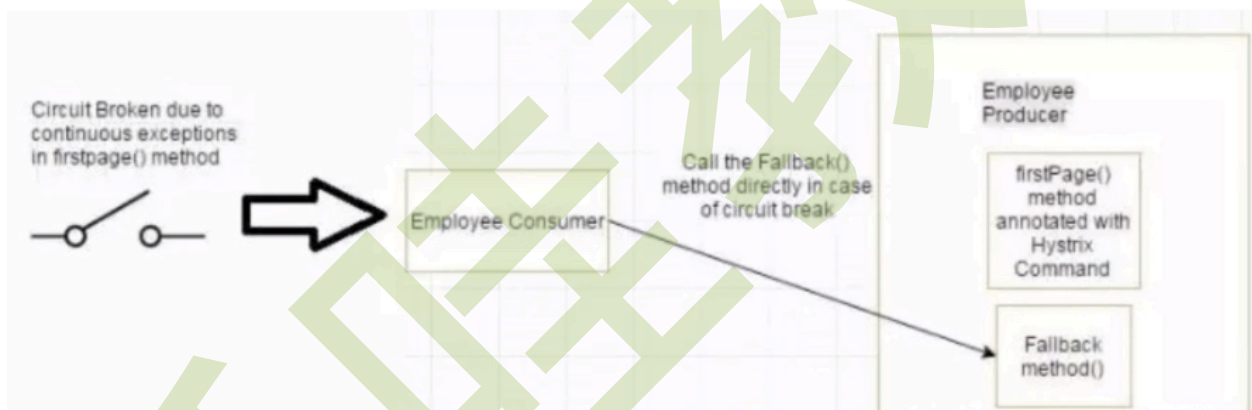 Circuit Broken due to
continuous exceptions
in firstpage() method
Employee Consumer
Call the Fallback()
method directly in case
of circuit break
Employee
Producer
firstPage()
method
annotated with
Hystrix
Command
Fallback
method()